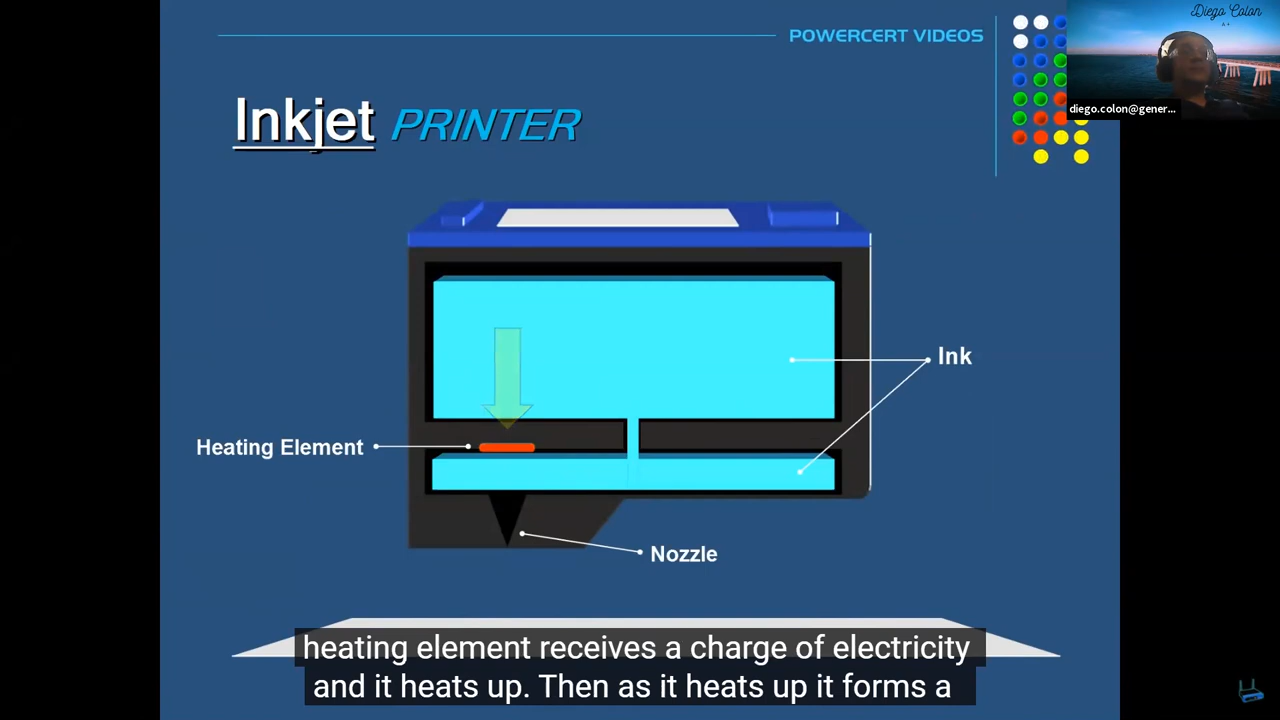 POWERCERT VIDEOS
Diego Colon
A+
diego.colon@gener...
Inkjet PRINTER
Ink
Heating Element
Nozzle
heating element receives a charge of electricity
and it heats up. Then as it heats up it forms a